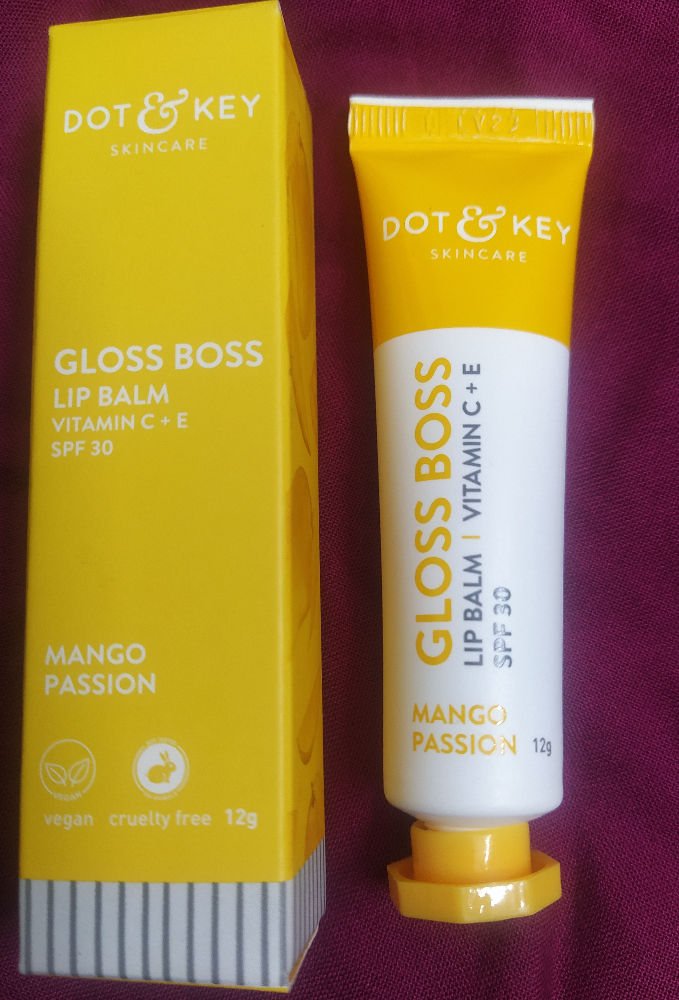 DOT & KEY
SKINCARE
GLOSS BOSS
LIP BALM
VITAMIN C + E
SPF 30
MANGO
PASSION
VEGAN
vegan cruelty free 12g
DOT & KEY
SKINCARE
GLOSS BOSS
LIP BALM | VITAMIN C + E
SPF 30
MANGO
PASSION 12g